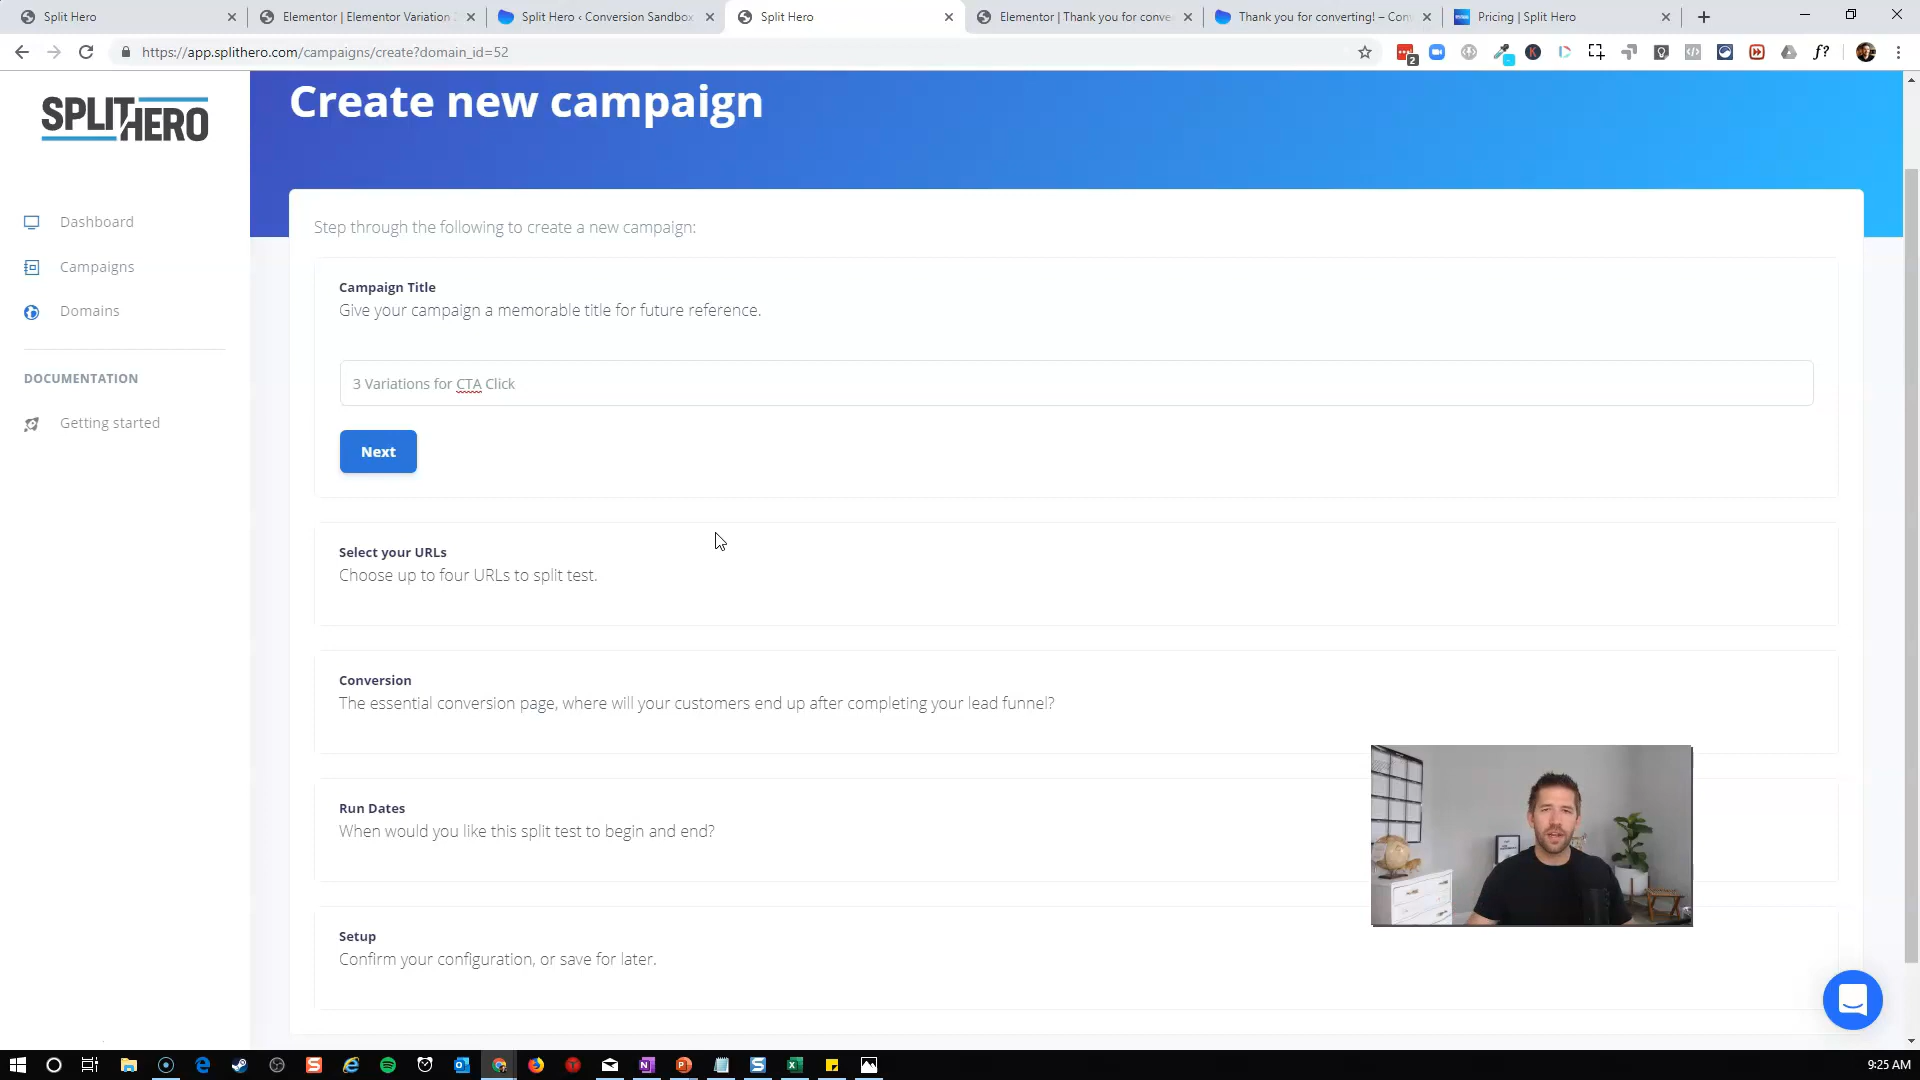 Split Hero
Elementor | Elementor Variation 2
Split Hero ‹ Conversion Sandbox
Split Hero
Elementor | Thank you for conve
Thank you for converting! – Con
Pricing | Split Hero
https://app.splithero.com/campaigns/create?domain_id=52
2
K
f?
SPLITHERO
Create new campaign
Dashboard
Campaigns
Domains
DOCUMENTATION
Getting started
Step through the following to create a new campaign:
Campaign Title
Give your campaign a memorable title for future reference.
3 Variations for CTA Click
Next
Select your URLs
Choose up to four URLs to split test.
Conversion
The essential conversion page, where will your customers end up after completing your lead funnel?
Run Dates
When would you like this split test to begin and end?
Setup
Confirm your configuration, or save for later.
9:25 AM